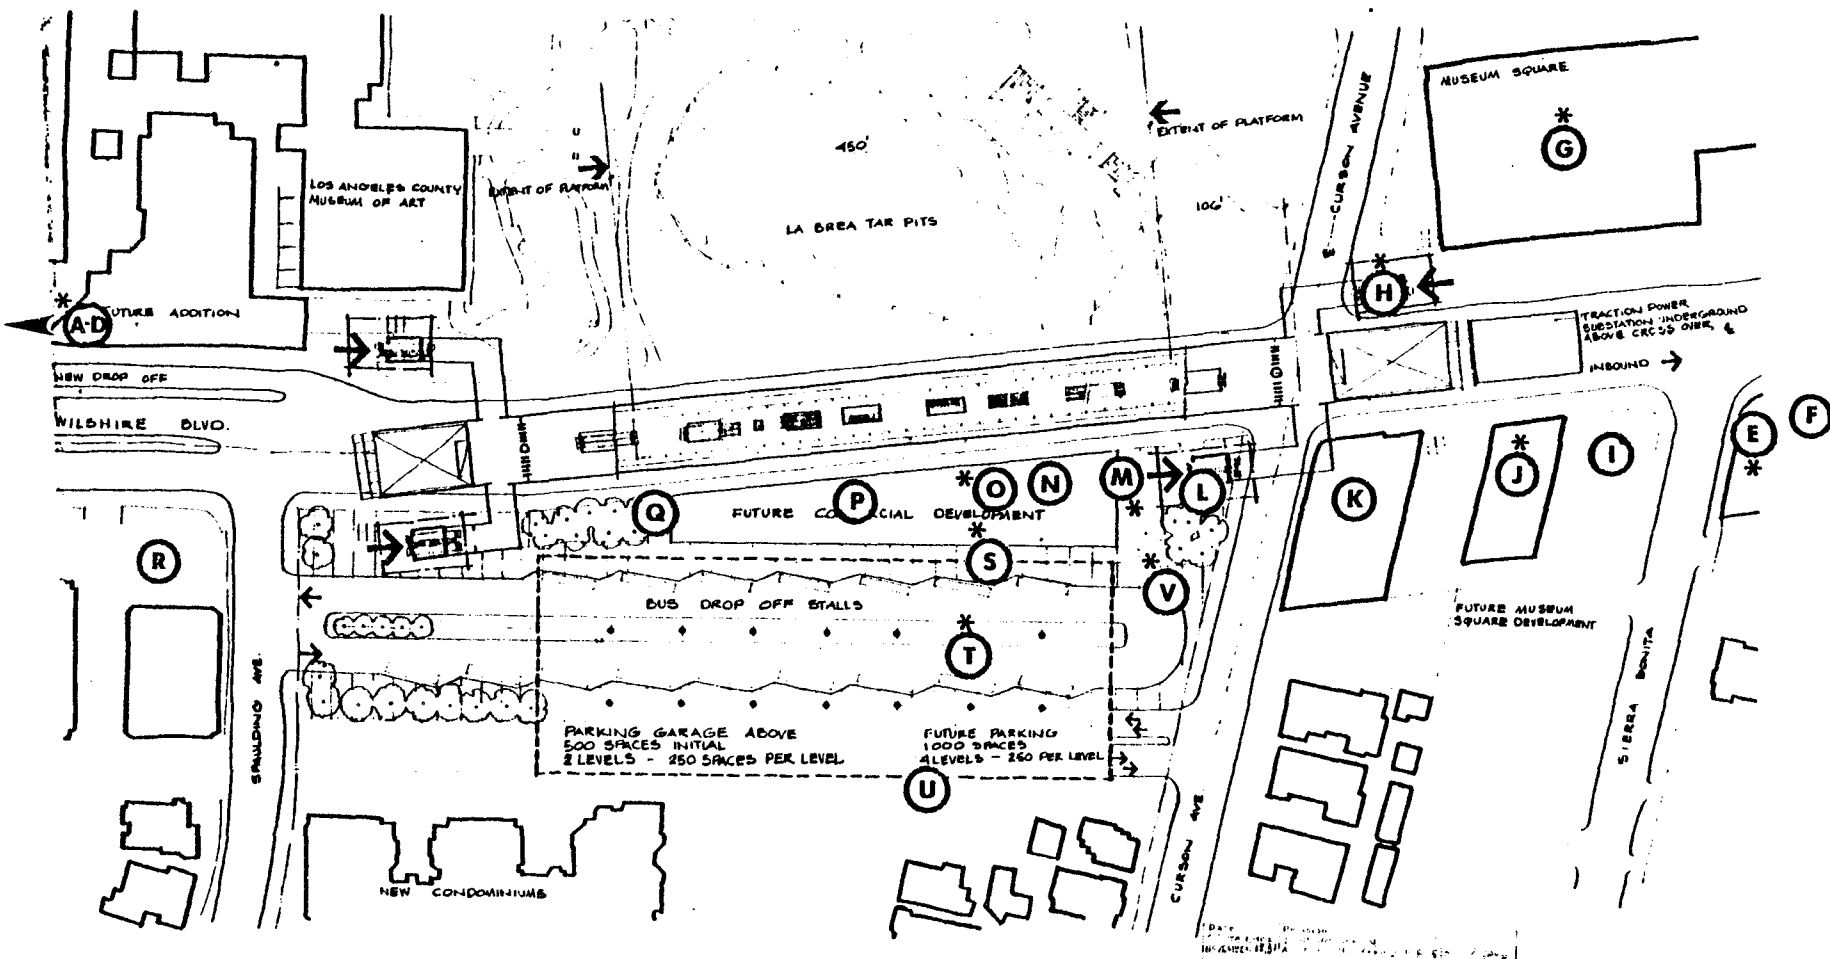 MUSEUM SQUARE
G
CURSON AVENUE
EXTENT OF PLATFORM
450'
LOS ANGELES COUNTY
MUSEUM OF ART
EXTENT OF PLATFORM
LA BREA TAR PITS
106'
H
A-D
FUTURE ADDITION
TRACTION POWER
SUBSTATION UNDERGROUND
ABOVE CROSS OVER
INBOUND
NEW DROP OFF
WILSHIRE BLVD.
E
F
I
J
K
L
M
N
O
P
Q
FUTURE COMMERCIAL DEVELOPMENT
R
S
V
BUS DROP OFF STALLS
T
FUTURE MUSEUM
SQUARE DEVELOPMENT
SPAULDING AVE.
SIERRA BONITA
PARKING GARAGE ABOVE
500 SPACES INITIAL
2 LEVELS - 250 SPACES PER LEVEL
FUTURE PARKING
1000 SPACES
4 LEVELS - 250 PER LEVEL
U
CURSON AVE
NEW CONDOMINIUMS